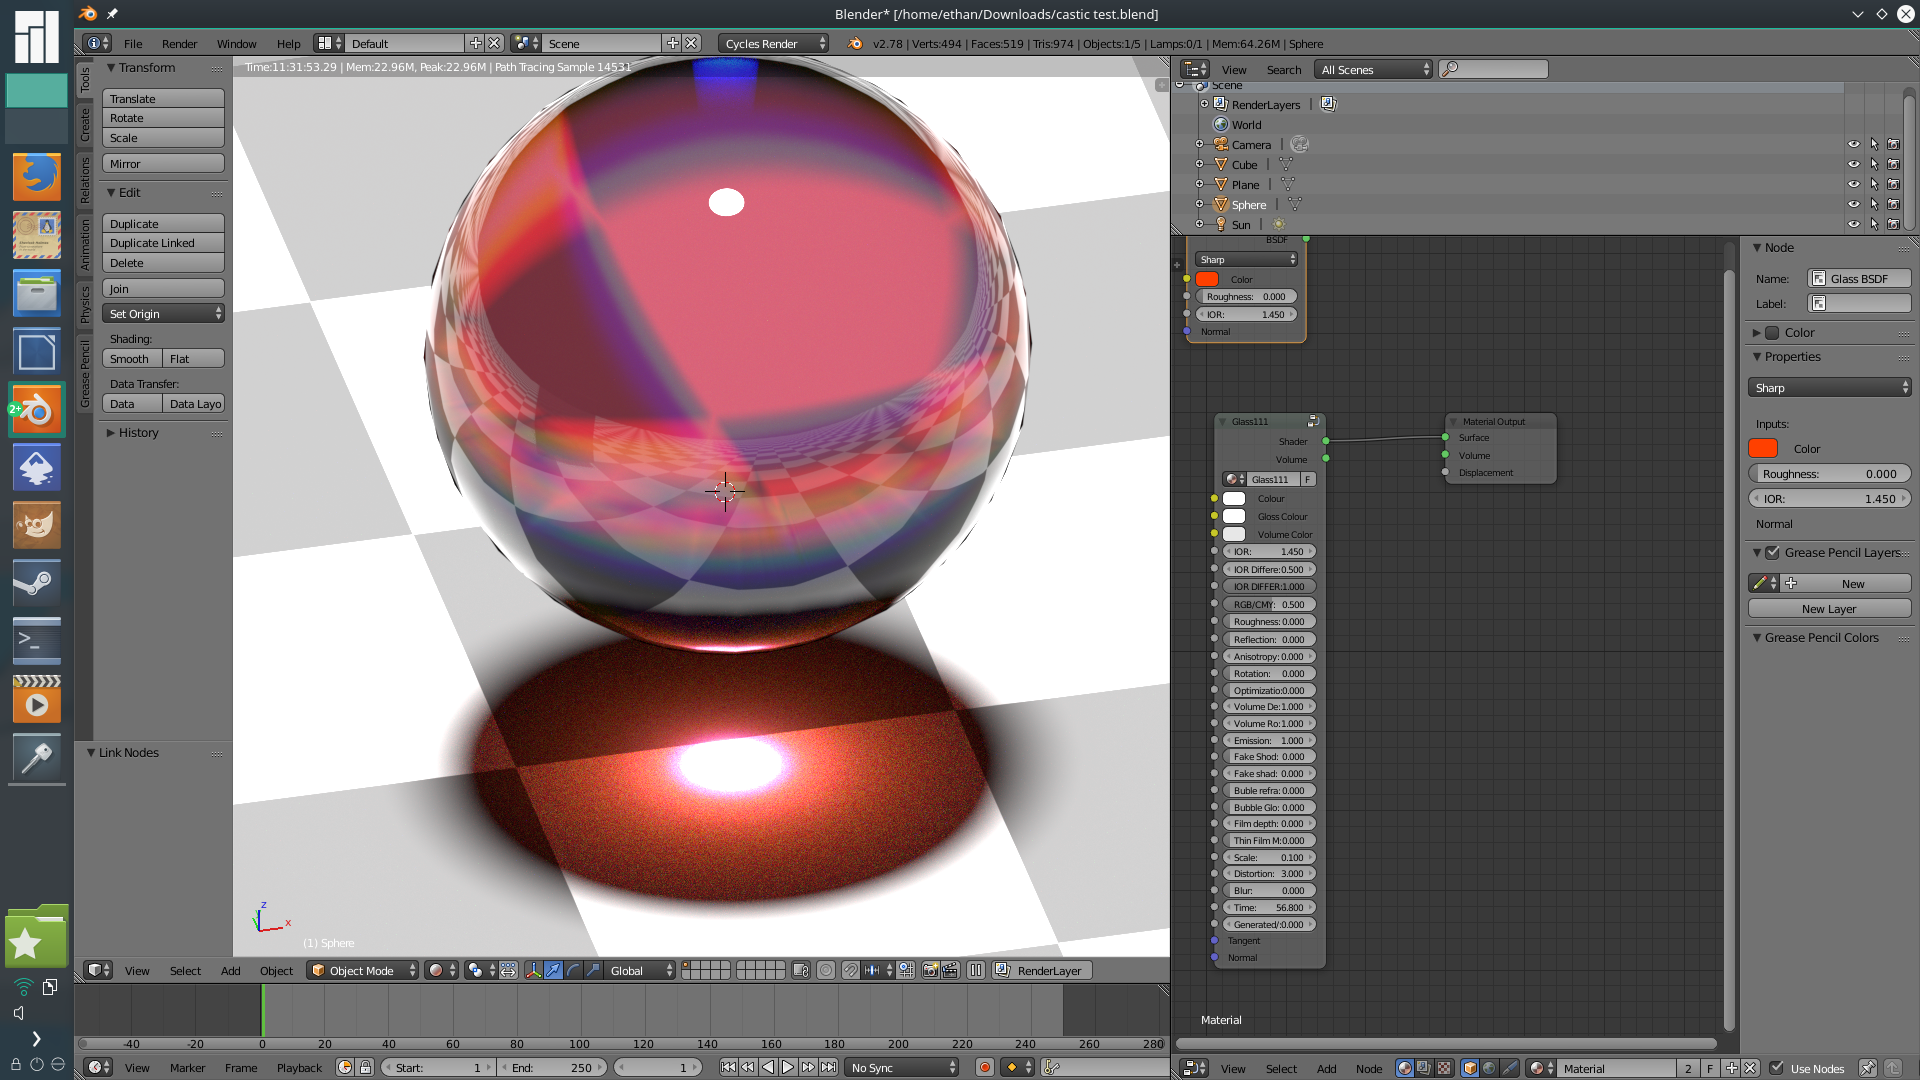 Blender* [/home/ethan/Downloads/castic test.blend]
File Render Window Help Default Scene Cycles Render v2.78 | Verts:494 | Faces:519 | Tris:974 | Objects:1/5 | Lamps:0/1 | Mem:64.26M | Sphere
Time:11:31:53.29 | Mem:22.96M, Peak:22.96M | Path Tracing Sample 14531
Tools
Create
Relations
Animation
Physics
Grease Pencil
Transform
Translate
Rotate
Scale
Mirror
Edit
Duplicate
Duplicate Linked
Delete
Join
Set Origin
Shading:
Smooth Flat
Data Transfer:
Data Data Layo
History
Link Nodes
2+
z
x
(1) Sphere
View Select Add Object Object Mode Global RenderLayer
-40 -20 0 20 40 60 80 100 120 140 160 180 200 220 240 260 280
View Marker Frame Playback Start: 1 End: 250 1 No Sync
View Search All Scenes
Scene
RenderLayers |
World
Camera |
Cube |
Plane |
Sphere |
Sun |
BSDF
Sharp
Color
Roughness: 0.000
IOR: 1.450
Normal
Glass111
Shader
Volume
Glass111 F
Colour
Gloss Colour
Volume Color
IOR: 1.450
IOR Differe:0.500
IOR DIFFER:1.000
RGB/CMY: 0.500
Roughness:0.000
Reflection: 0.000
Anisotropy:0.000
Rotation: 0.000
Optimizatio:0.000
Volume De:1.000
Volume Ro:1.000
Emission: 1.000
Fake Shod: 0.000
Fake shad: 0.000
Buble refra: 0.000
Bubble Glo: 0.000
Film depth: 0.000
Thin Film M:0.000
Scale: 0.100
Distortion: 3.000
Blur: 0.000
Time: 56.800
Generated/:0.000
Tangent
Normal
Material Output
Surface
Volume
Displacement
Material
Node
Name: Glass BSDF
Label:
Color
Properties
Sharp
Inputs:
Color
Roughness: 0.000
IOR: 1.450
Normal
Grease Pencil Layers
New
New Layer
Grease Pencil Colors
View Select Add Node Material 2 F Use Nodes